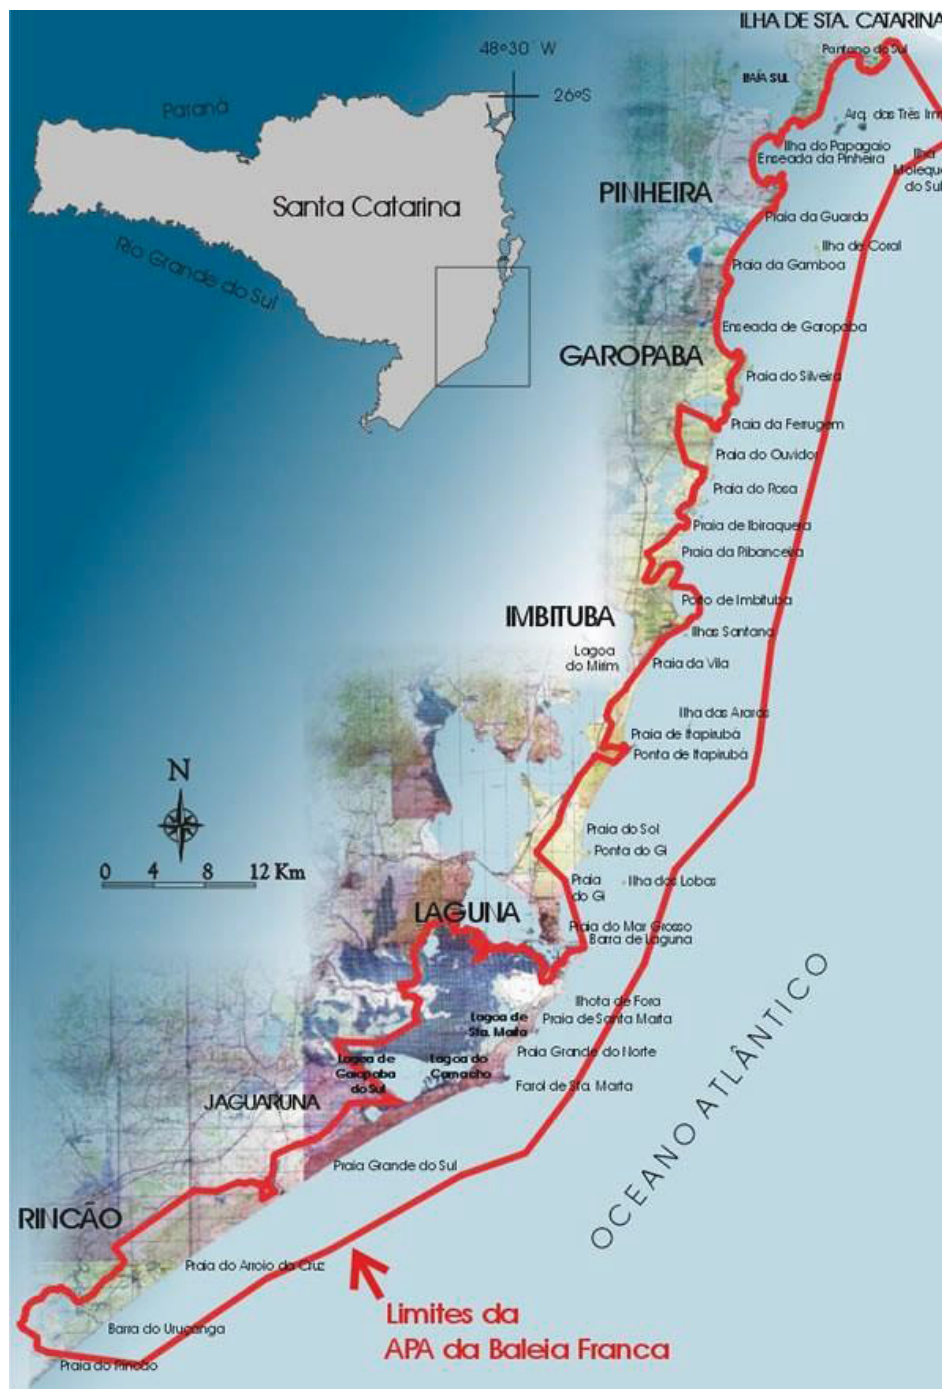 ILHA DE STA. CATARINA
Pantano do Sul
BAÍA SUL
48º30' W
26ºS
Paraná
Santa Catarina
Rio Grande do Sul
Arq. das Três
Ilha do Papagaio
Enseada da Pinheira
Ilha
Moleque
do Sul
PINHEIRA
Praia da Guarda
Ilha de Coral
Praia da Gamboa
Enseada de Garopaba
GAROPABA
Praia do Silveira
Praia da Ferrugem
Praia do Ouvidor
Praia do Rosa
Praia de Ibiraquera
Praia da Ribanceira
Porto de Imbituba
IMBITUBA
Ilhas Santana
Lagoa
do Mirim
Praia da Vila
Ilha das Araras
Praia de Itapirubá
Ponta de Itapirubá
N
0 4 8 12 Km
Praia do Sol
Ponta do Gi
Praia
do Gi
Ilha dos Lobos
LAGUNA
Praia do Mar Grosso
Barra de Laguna
Ilhota de Fora
Lagoa de
Sta. Marta
Praia de Santa Marta
Praia Grande do Norte
Lagoa de
Garopaba
do Sul
Lagoa do
Camacho
Farol de Sta. Marta
JAGUARUNA
OCEANO ATLÂNTICO
Praia Grande do Sul
RINCÃO
Praia do Arroio da Cruz
Limites da
APA da Baleia Franca
Barra do Urussanga
Praia do Rincão